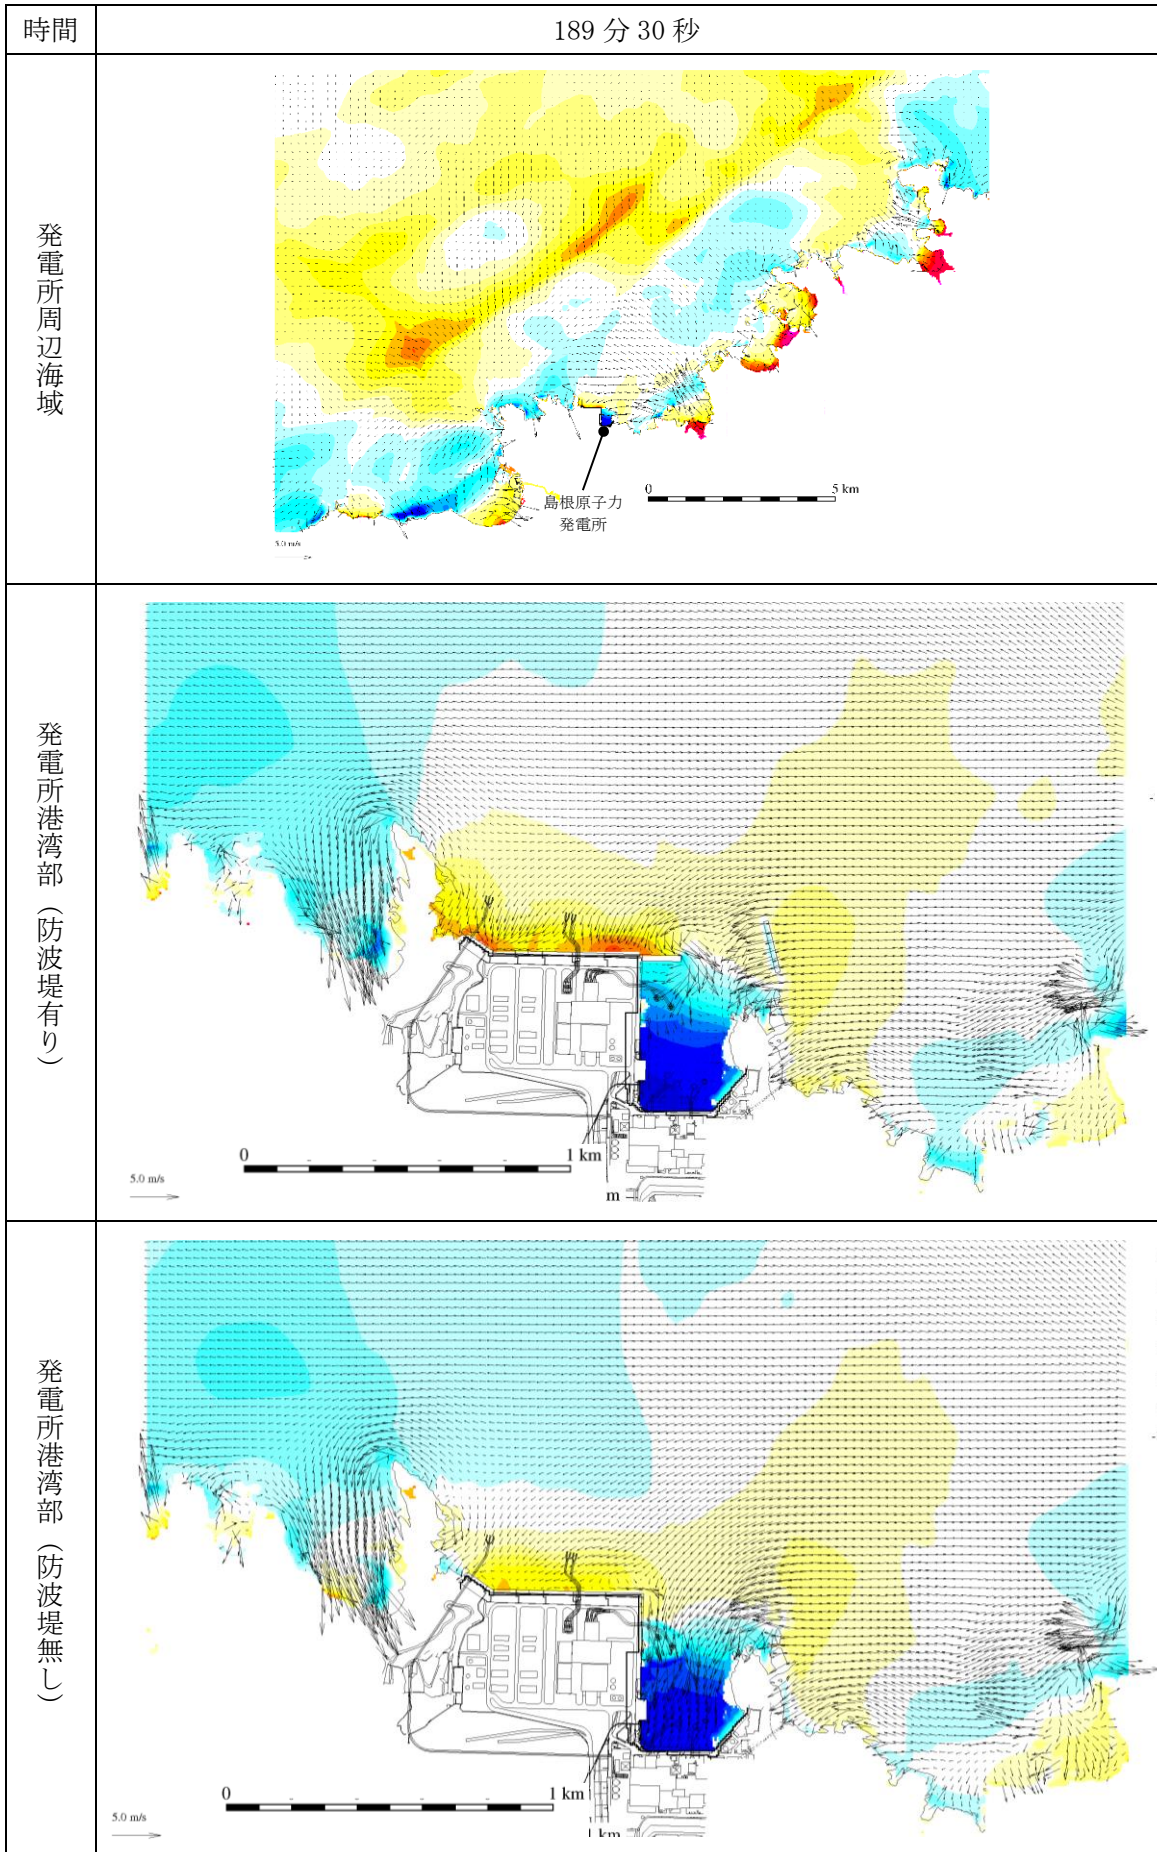 時間
189 分 30 秒
発電所周辺海域
0
5 km
島根原子力
発電所
5.0 m/s
発電所港湾部（防波堤有り）
0
1 km
5.0 m/s
m
発電所港湾部（防波堤無し）
0
1 km
5.0 m/s
km